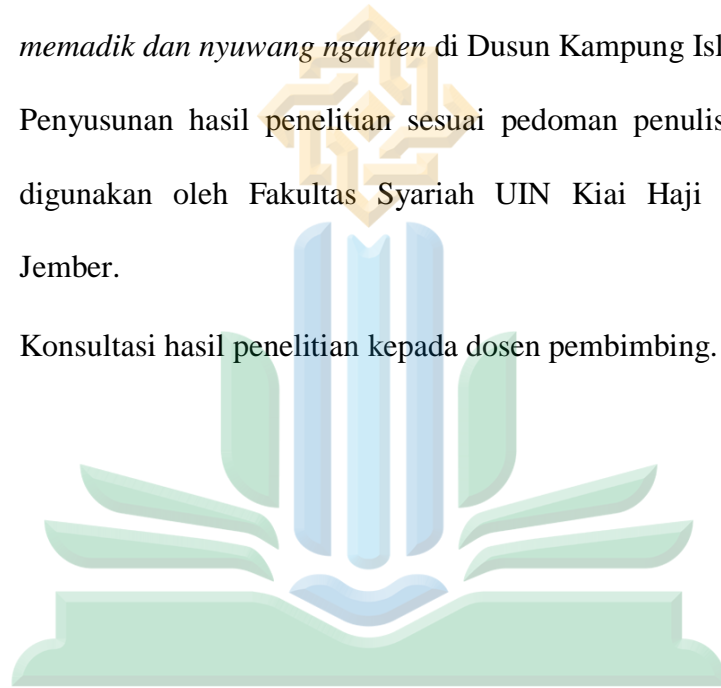 memadik dan nyuwang nganten di Dusun Kampung Isl
Penyusunan hasil penelitian sesuai pedoman penulis
digunakan oleh Fakultas Syariah UIN Kiai Haji
Jember.
Konsultasi hasil penelitian kepada dosen pembimbing.